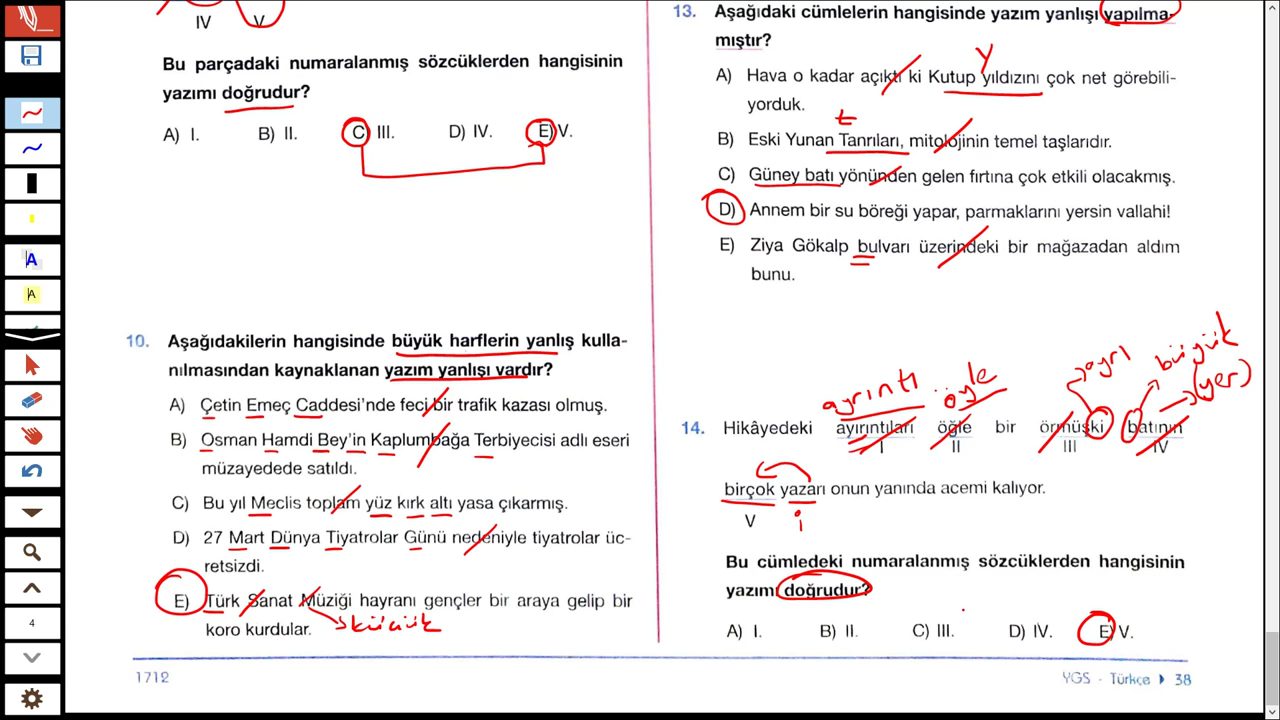 IV V
Bu parçadaki numaralanmış sözcüklerden hangisinin
yazımı doğrudur?
A) I. B) II. C) III. D) IV. E) V.
10. Aşağıdakilerin hangisinde büyük harflerin yanlış kulla-
nılmasından kaynaklanan yazım yanlışı vardır?
A) Çetin Emeç Caddesi'nde feci bir trafik kazası olmuş.
B) Osman Hamdi Bey'in Kaplumbağa Terbiyecisi adlı eseri
müzayedede satıldı.
C) Bu yıl Meclis toplam yüz kırk altı yasa çıkarmış.
D) 27 Mart Dünya Tiyatrolar Günü nedeniyle tiyatrolar üc-
retsizdi.
E) Türk Sanat Müziği hayranı gençler bir araya gelip bir
koro kurdular.
küçük
1712
13. Aşağıdaki cümlelerin hangisinde yazım yanlışı yapılma-
mıştır?
Y
A) Hava o kadar açıktı ki Kutup yıldızını çok net görebili-
yorduk.
t
B) Eski Yunan Tanrıları, mitolojinin temel taşlarıdır.
C) Güney batı yönünden gelen fırtına çok etkili olacakmış.
D) Annem bir su böreği yapar, parmaklarını yersin vallahi!
E) Ziya Gökalp bulvarı üzerindeki bir mağazadan aldım
bunu.
ayrıntı öyle ayrı büyük
(yer)
14. Hikâyedeki ayırıntıları öğle bir örmüşki batının
I II III IV
birçok yazarı onun yanında acemi kalıyor.
V i
Bu cümledeki numaralanmış sözcüklerden hangisinin
yazım doğrudur?
A) I. B) II. C) III. D) IV. E) V.
YGS - Türkçe 38
A
A
4